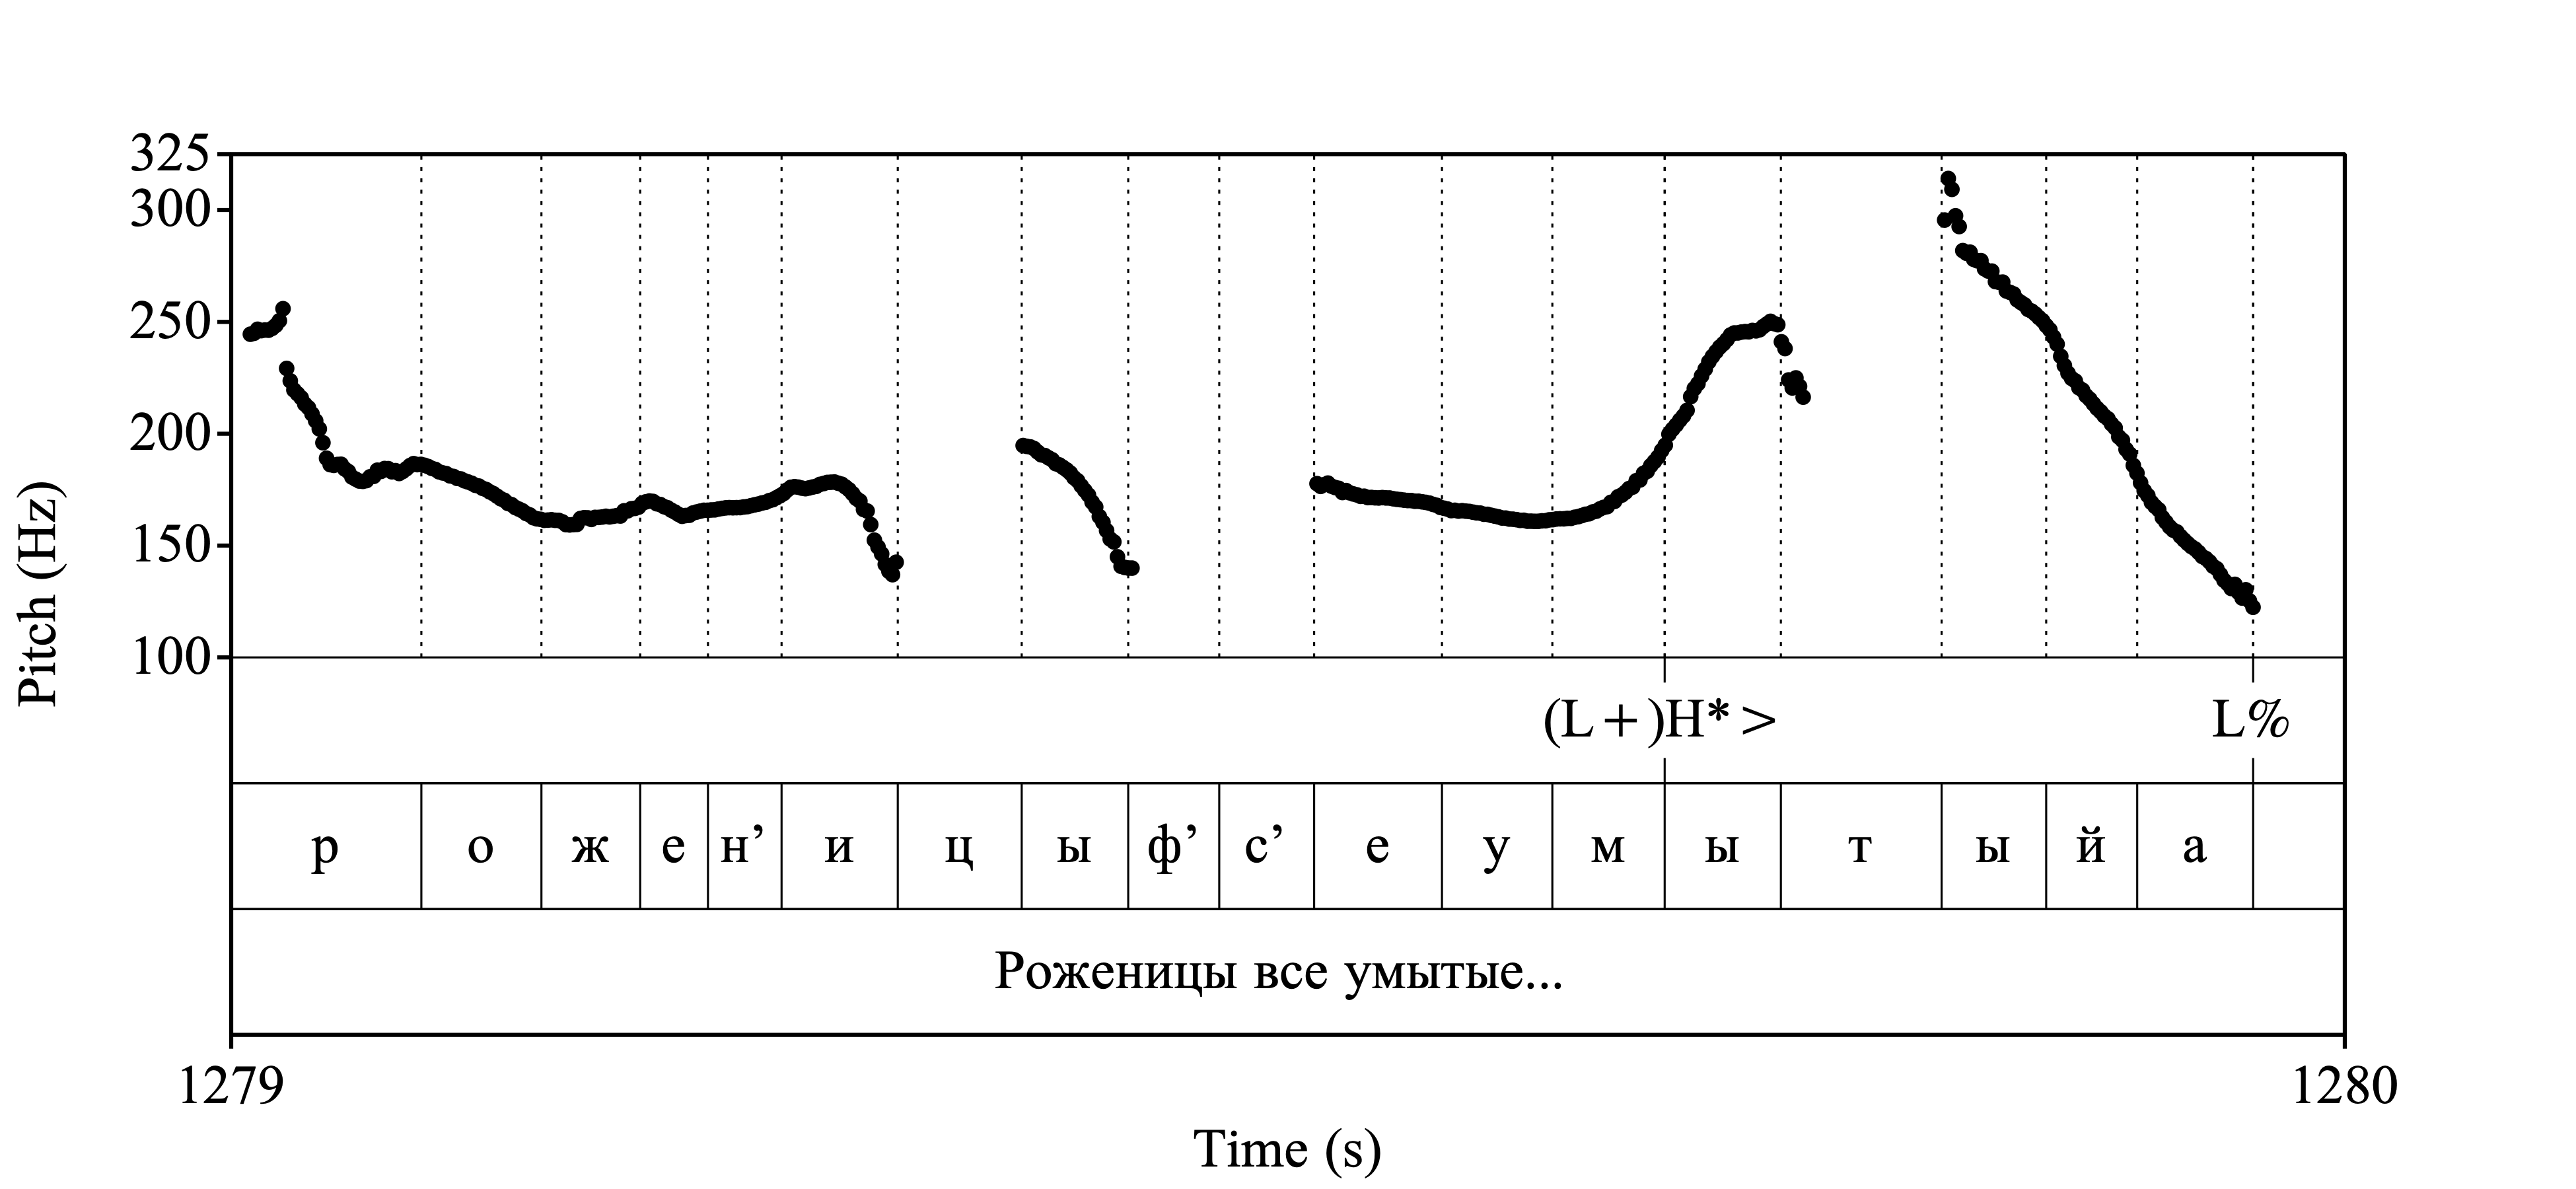 325
300
250
200
150
100
Pitch (Hz)
(L+)H*> L%
р о ж е н’ и ц ы ф’ с’ е у м ы т ы й а
Роженицы все умытые...
1279 1280
Time (s)